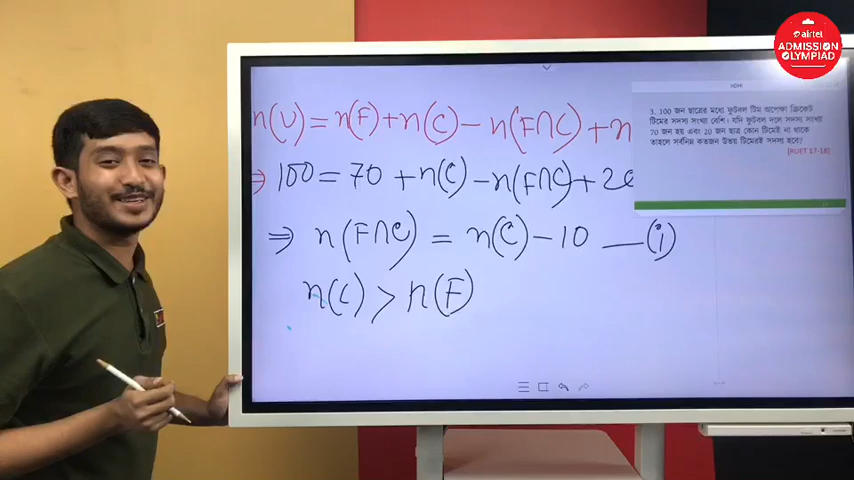 airtel
ADMISSION
OLYMPIAD
n(U) = n(F) + n(C) - n(F∩C) + n
⇒ 100 = 70 + n(C) - n(F∩C) + 20
⇒ n(F∩C) = n(C) - 10 —(i)
n(C) > n(F)
3. 100 জন ছাত্রের মধ্যে ফুটবল টিম অপেক্ষা ক্রিকেট
টিমের সদস্য সংখ্যা বেশি। যদি ফুটবল দলে সদস্য সংখ্যা
70 জন হয় এবং 20 জন ছাত্র কোন টিমেই না থাকে
তাহলে সর্বনিম্ন কতজন উভয় টিমেরই সদস্য হবে?
[RUET 17-18]